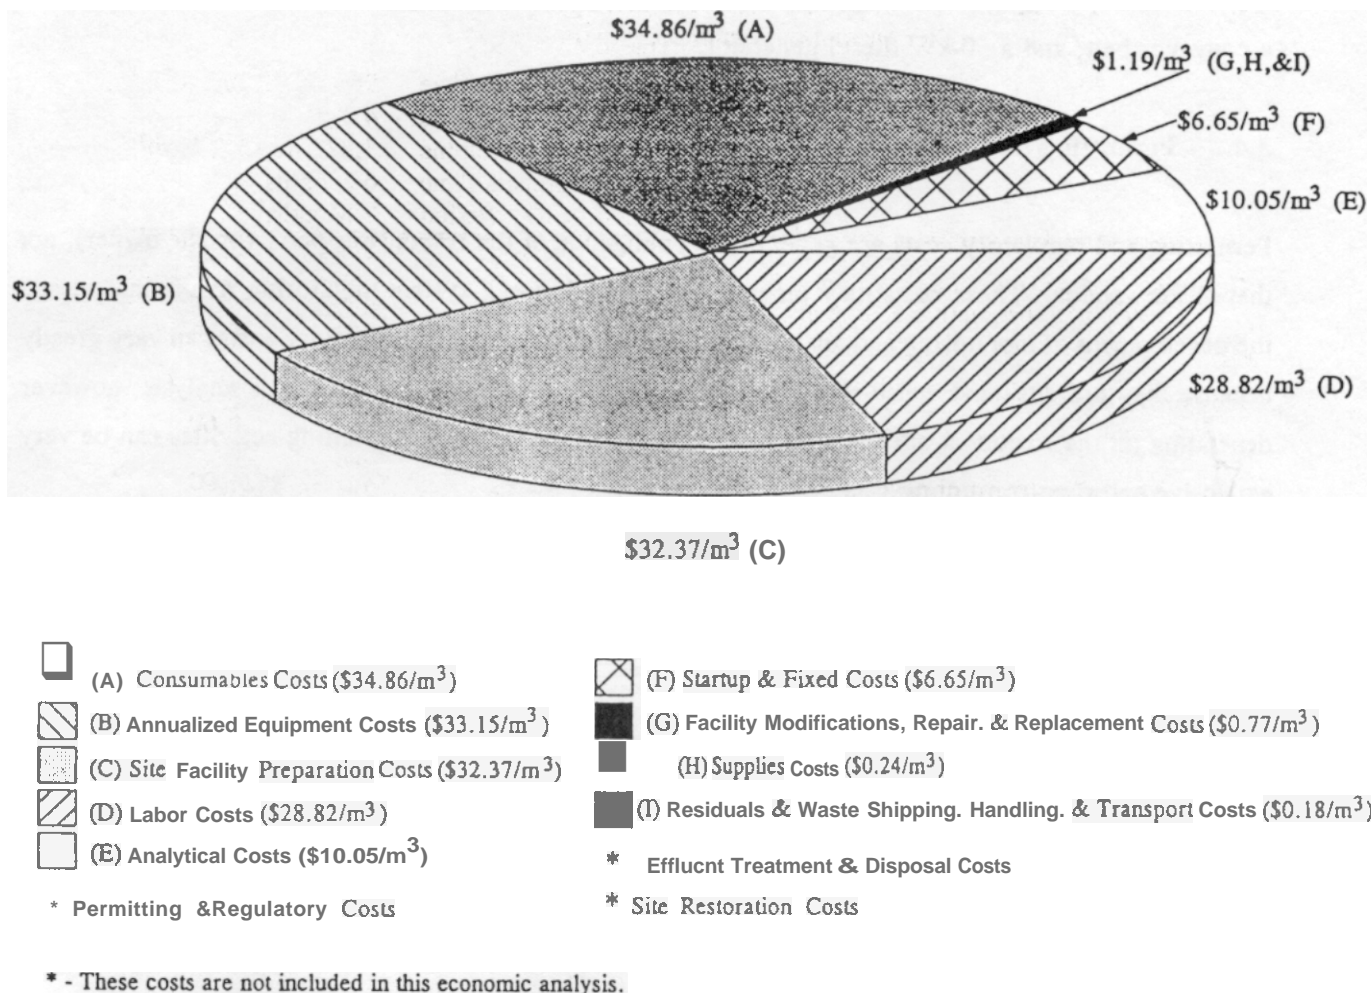 $34.86/m³ (A)
$1.19/m³ (G,H,&I)
$6.65/m³ (F)
$10.05/m³ (E)
$33.15/m³ (B)
$28.82/m³ (D)
$32.37/m³ (C)
(A) Consumables Costs ($34.86/m³)
(B) Annualized Equipment Costs ($33.15/m³)
(C) Site Facility Preparation Costs ($32.37/m³)
(D) Labor Costs ($28.82/m³)
(E) Analytical Costs ($10.05/m³)
* Permitting &Regulatory Costs
(F) Startup & Fixed Costs ($6.65/m³)
(G) Facility Modifications, Repair. & Replacement Costs ($0.77/m³)
(H) Supplies Costs ($0.24/m³)
(I) Residuals & Waste Shipping. Handling. & Transport Costs ($0.18/m³)
* Efflucnt Treatment & Disposal Costs
* Site Restoration Costs
* - These costs are not included in this economic analysis.